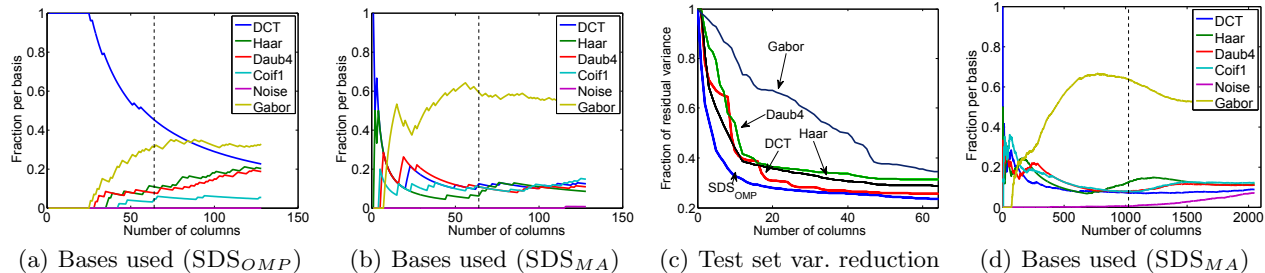 1
0.8
0.6
0.4
0.2
0
Fraction per basis
0 50 100 150
Number of columns
DCT
Haar
Daub4
Coif1
Noise
Gabor
(a) Bases used (SDS_OMP)
1
0.8
0.6
0.4
0.2
0
Fraction per basis
0 50 100 150
Number of columns
DCT
Haar
Daub4
Coif1
Noise
Gabor
(b) Bases used (SDS_MA)
1
0.8
0.6
0.4
0.2
Fraction of residual variance
0 20 40 60
Number of columns
Gabor
Daub4
DCT
Haar
SDS_OMP
(c) Test set var. reduction
1
0.8
0.6
0.4
0.2
0
Fraction per basis
0 500 1000 1500 2000
Number of columns
DCT
Haar
Daub4
Coif1
Noise
Gabor
(d) Bases used (SDS_MA)